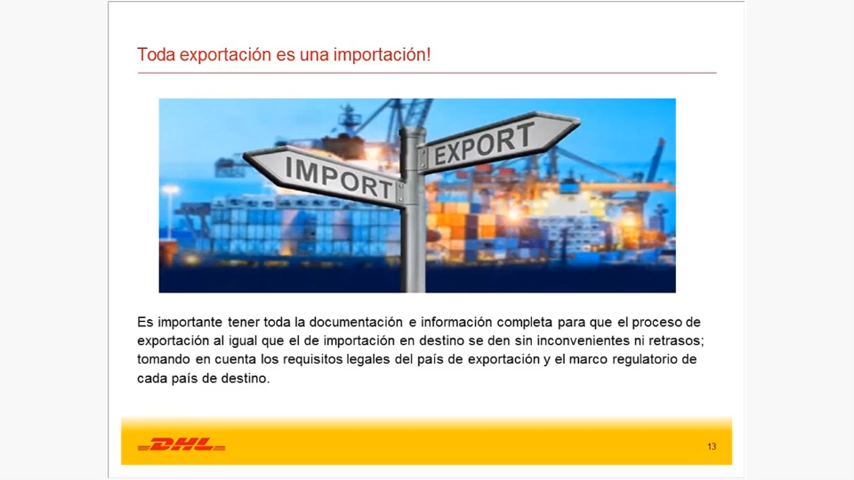 Toda exportación es una importación!
IMPORT
EXPORT
Es importante tener toda la documentación e información completa para que el proceso de
exportación al igual que el de importación en destino se den sin inconvenientes ni retrasos;
tomando en cuenta los requisitos legales del país de exportación y el marco regulatorio de
cada país de destino.
DHL
13